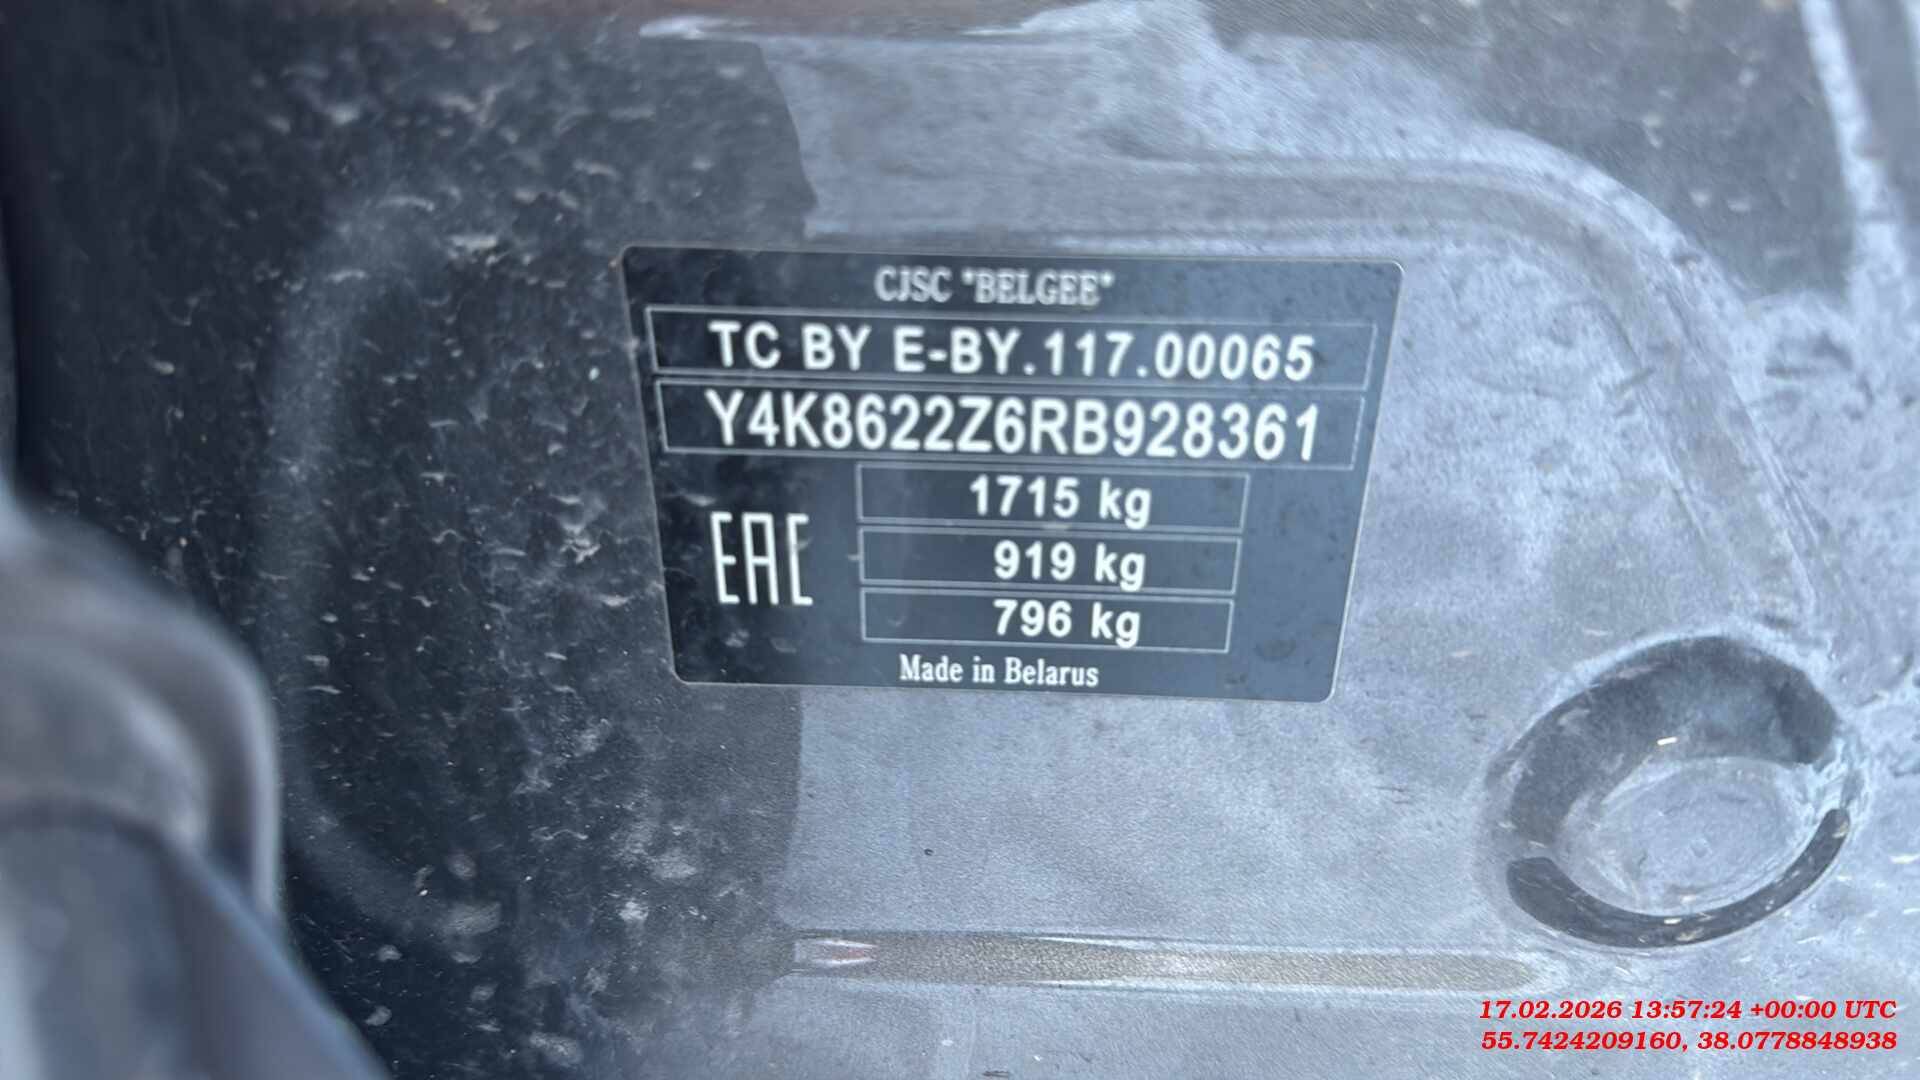 CJSC "BELGEE"
TC BY E-BY.117.00065
Y4K8622Z6RB928361
1715 kg
EAC
919 kg
796 kg
Made in Belarus
17.02.2026 13:57:24 +00:00 UTC
55.7424209160, 38.0778848938